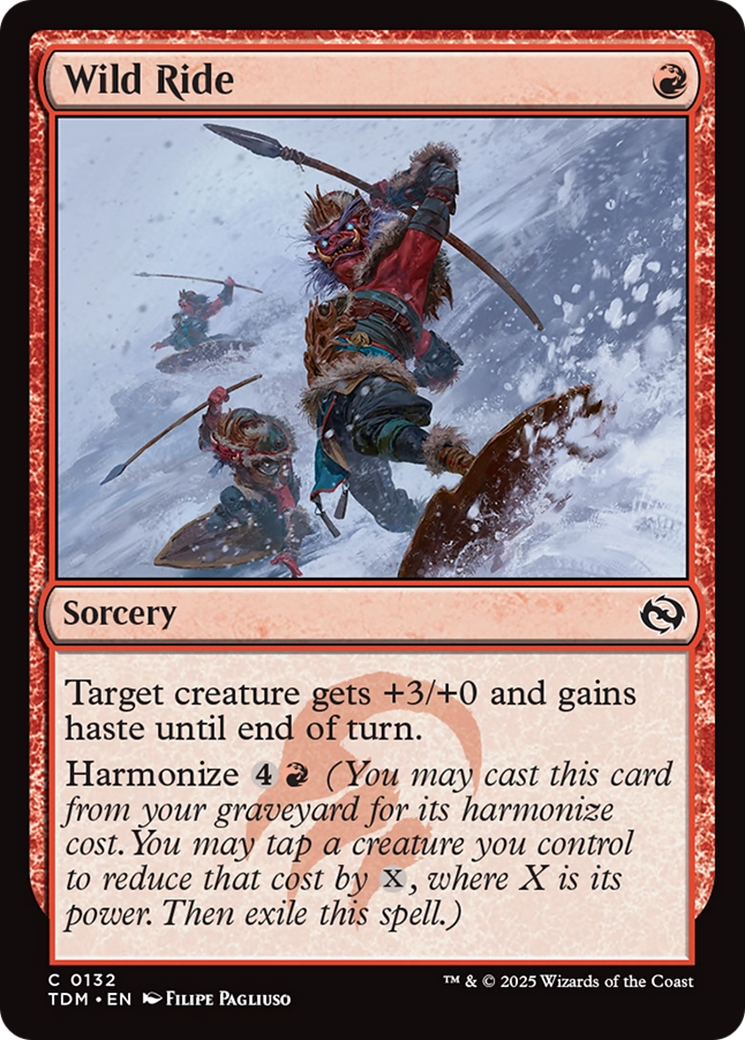 Wild Ride
Sorcery
Target creature gets +3/+0 and gains
haste until end of turn.
Harmonize 4 (You may cast this card
from your graveyard for its harmonize
cost. You may tap a creature you control
to reduce that cost by X, where X is its
power. Then exile this spell.)
C 0132
TDM • EN Filipe Pagliuso
™ & © 2025 Wizards of the Coast